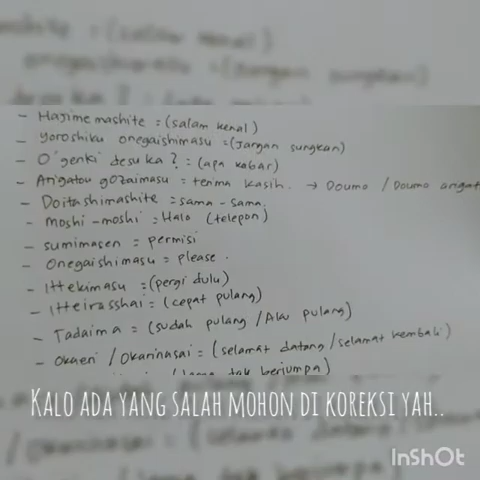 - Hajime mashite = (salam kenal)
- Yoroshiku onegaishimasu = (Jangan sungkan)
- O'genki desuka? = (apa kabar)
- Arigatou gozaimasu = terima kasih. → Doumo / Doumo arigat
- Doitashimashite = sama - sama.
- Moshi - moshi = Halo (telepon)
- sumimasen = permisi
- Onegaishimasu = please.
- Ittekimasu = (pergi dulu)
- Itteirasshai = (cepat pulang)
- Tadaima = (sudah pulang / Aku pulang)
- Okaeri / Okarinasai = (selamat datang / selamat kembali)
tak berjumpa)
Kalo ada yang salah mohon di koreksi yah..
InShOt